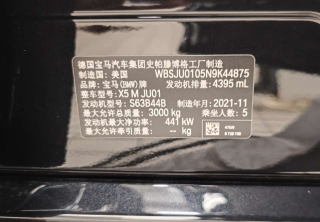 德国宝马汽车集团史帕滕博格工厂制造
制造国: 美国 WBSJU0105N9K44875
品牌: 宝马(BMW)牌 发动机排量: 4395 mL
整车型号: X5 M JU01
发动机型号: S63B44B 制造年月: 2021-11
最大允许总质量: 3000 kg 乘坐人数: 5
发动机最大净功率: 441 kW
最大允许牵引质量: -- kg